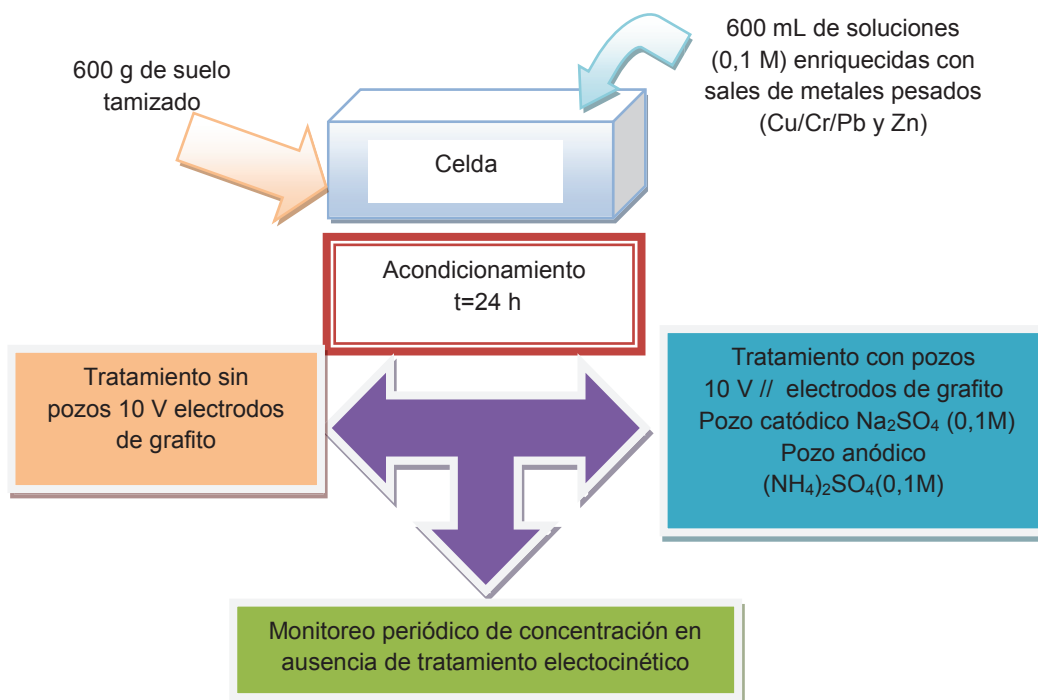 600 g de suelo
tamizado
600 mL de soluciones
(0,1 M) enriquecidas con
sales de metales pesados
(Cu/Cr/Pb y Zn)
Celda
Acondicionamiento
t=24 h
Tratamiento sin
pozos 10 V electrodos
de grafito
Tratamiento con pozos
10 V // electrodos de grafito
Pozo catódico Na₂SO₄ (0,1M)
Pozo anódico
(NH₄)₂SO₄(0,1M)
Monitoreo periódico de concentración en
ausencia de tratamiento electocinético